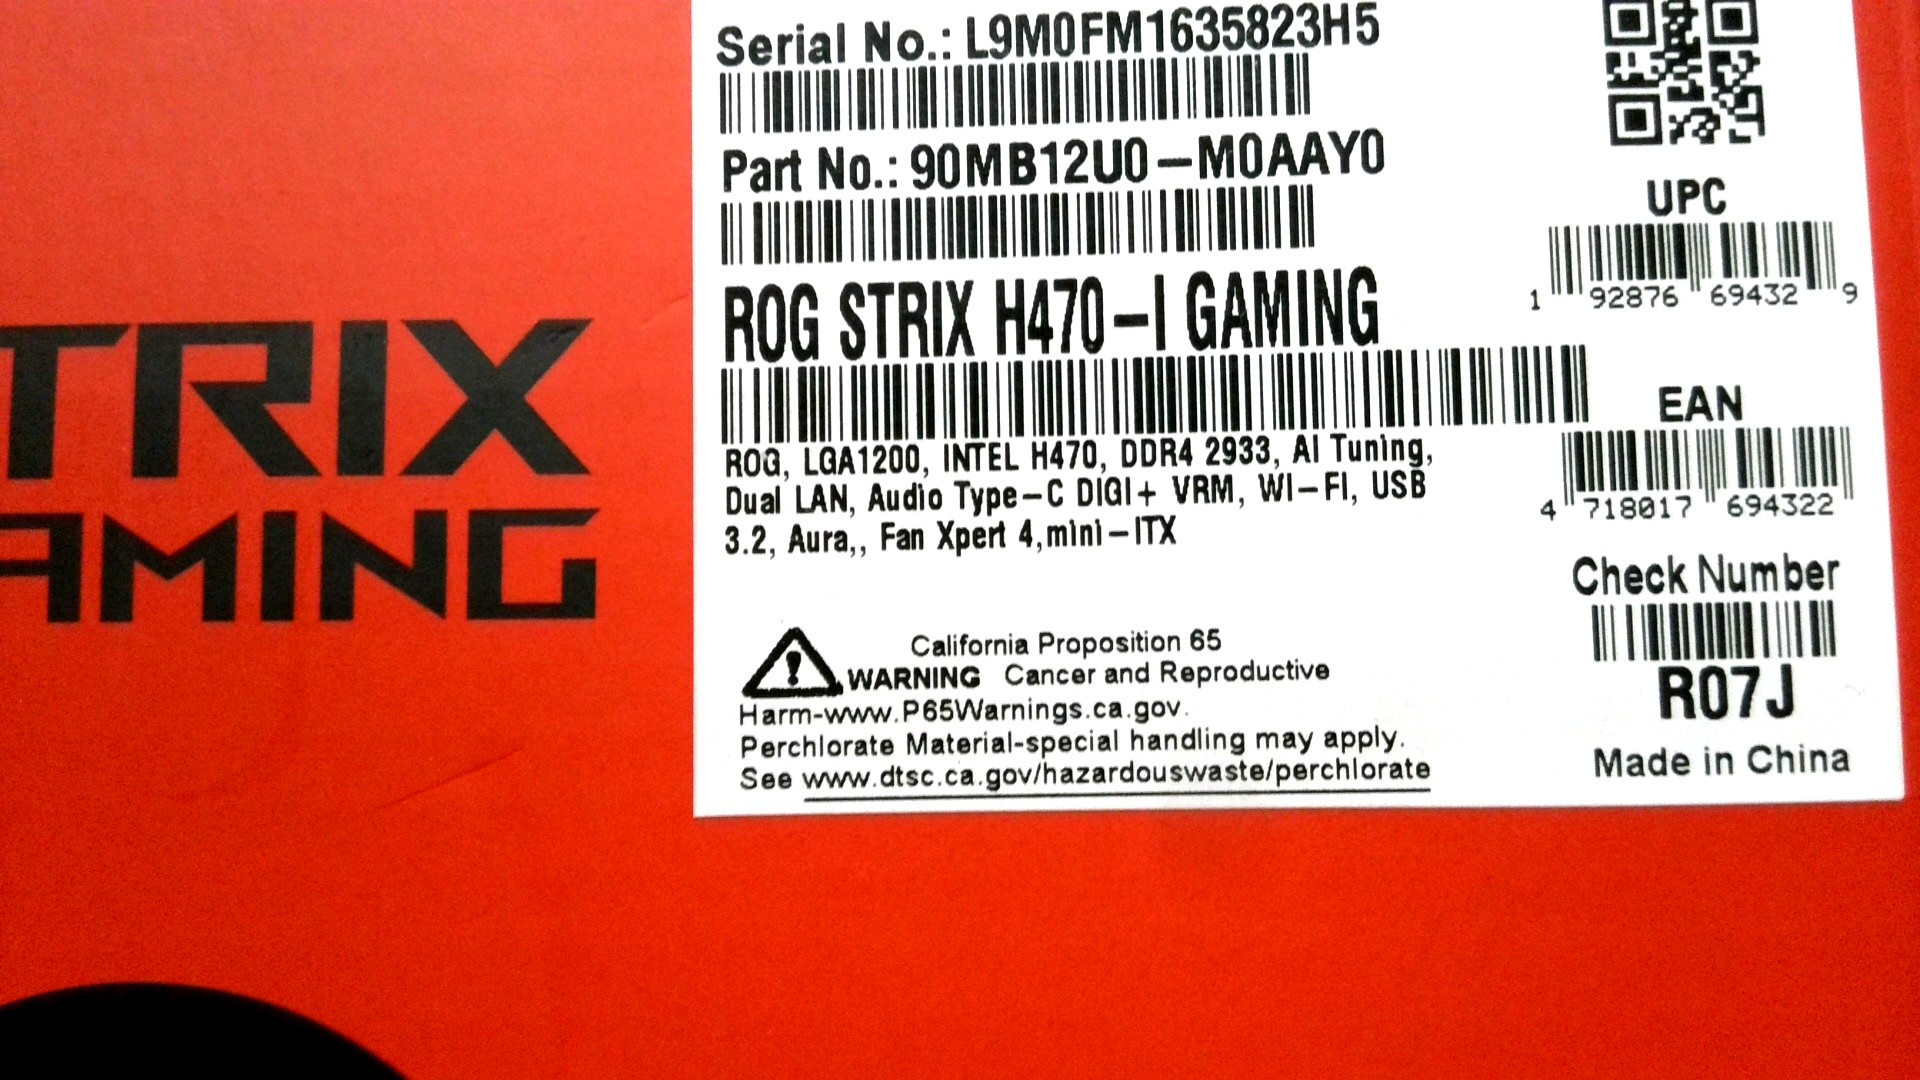 TRIX
AMING
Serial No.: L9M0FM1635823H5
Part No.: 90MB12U0-M0AAY0
ROG STRIX H470-I GAMING
ROG, LGA1200, INTEL H470, DDR4 2933, AI Tuning,
Dual LAN, Audio Type-C DIGI+ VRM, WI-FI, USB
3.2, Aura,, Fan Xpert 4,mini-ITX
California Proposition 65
WARNING Cancer and Reproductive
Harm-www.P65Warnings.ca.gov.
Perchlorate Material-special handling may apply.
See www.dtsc.ca.gov/hazardouswaste/perchlorate
UPC
1 92876 69432 9
EAN
4 718017 694322
Check Number
R07J
Made in China